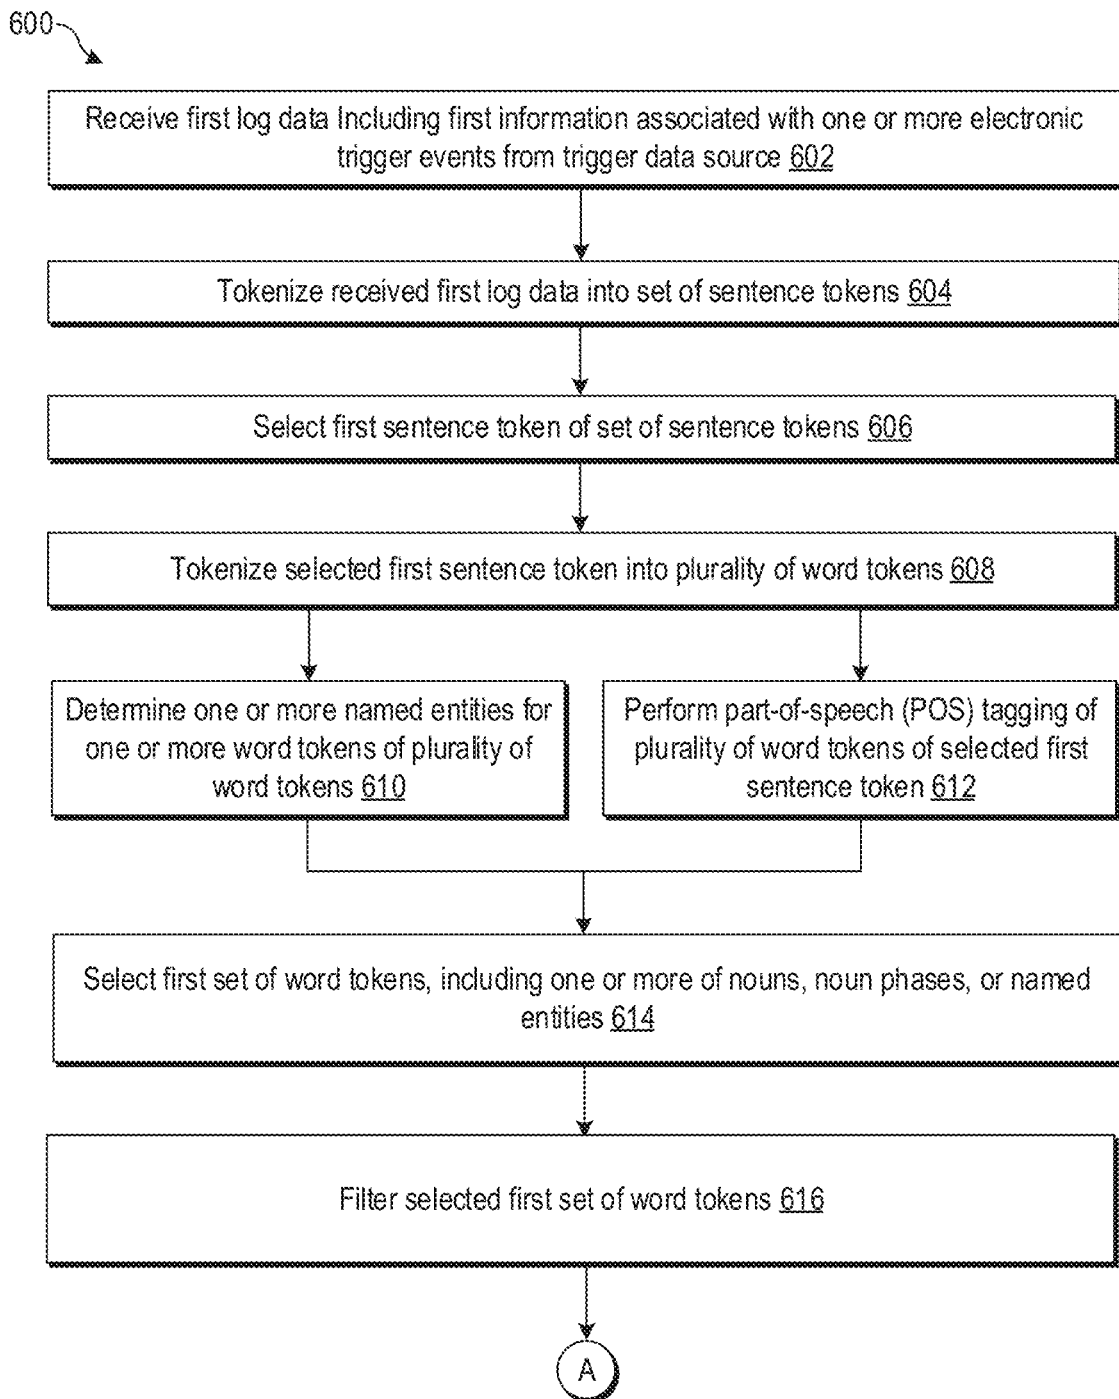 600
Receive first log data Including first information associated with one or more electronic
trigger events from trigger data source 602
Tokenize received first log data into set of sentence tokens 604
Select first sentence token of set of sentence tokens 606
Tokenize selected first sentence token into plurality of word tokens 608
Determine one or more named entities for
one or more word tokens of plurality of
word tokens 610
Perform part-of-speech (POS) tagging of
plurality of word tokens of selected first
sentence token 612
Select first set of word tokens, including one or more of nouns, noun phases, or named
entities 614
Filter selected first set of word tokens 616
A